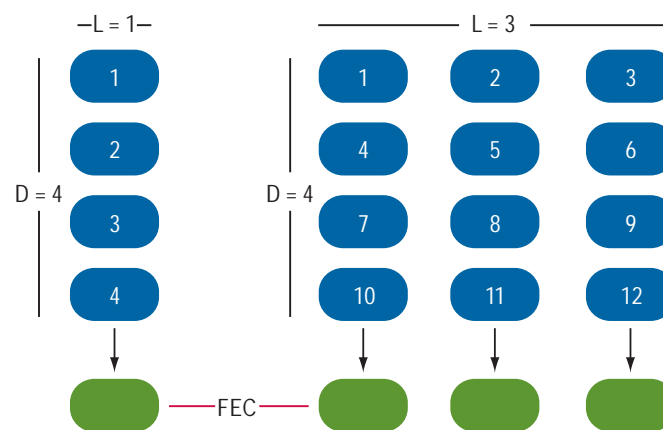 L = 1 L = 3
1 1 2 3
2 4 5 6
D = 4 D = 4
3 7 8 9
4 10 11 12
FEC